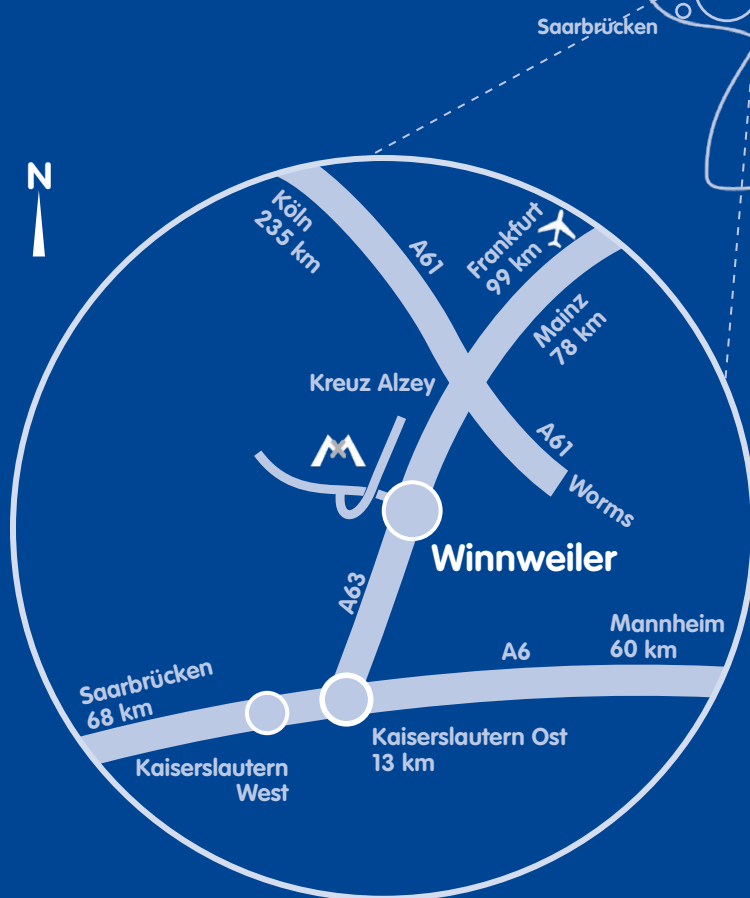 Saarbrücken
N
Köln
235 km
A61
Frankfurt
99 km
Mainz
78 km
Kreuz Alzey
A61
Worms
Winnweiler
A63
Mannheim
60 km
A6
Saarbrücken
68 km
Kaiserslautern Ost
13 km
Kaiserslautern
West